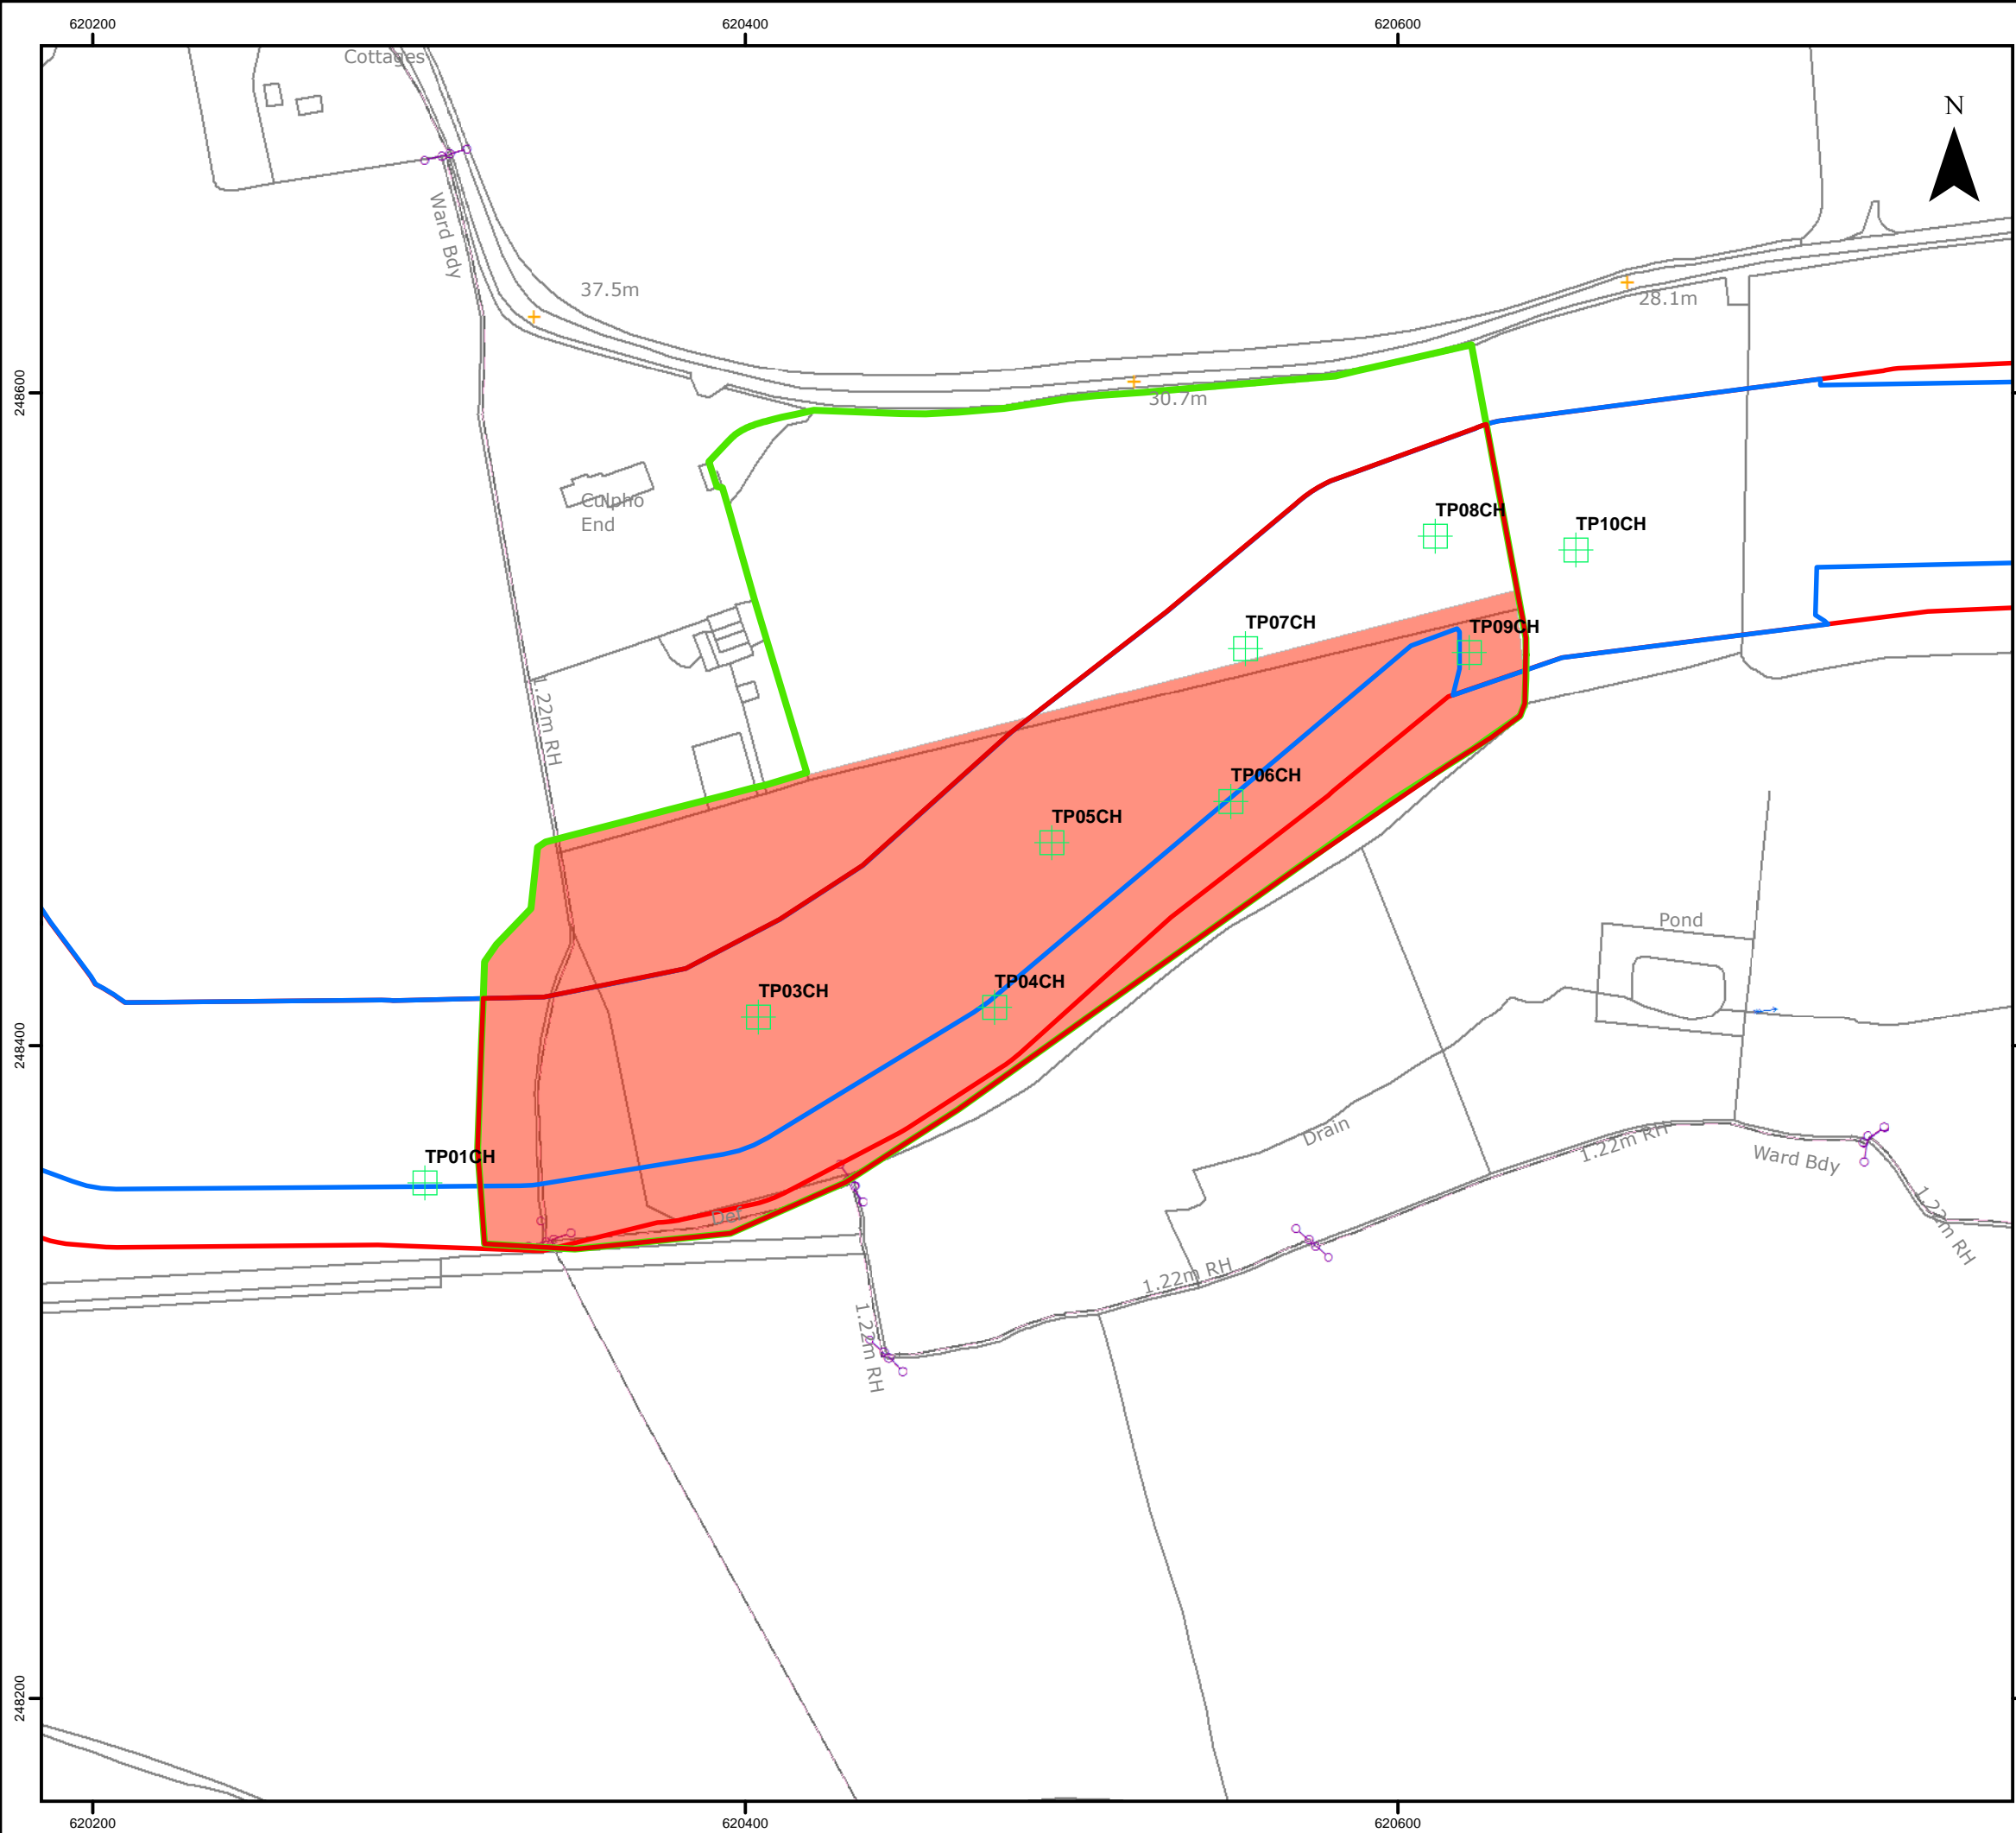 620200
620400
620600
Cottages
N
Ward Bdy
37.5m
28.1m
248600
30.7m
Culpho
End
TP08CH
TP10CH
TP07CH
TP09CH
1.22m RH
TP06CH
TP05CH
Pond
TP04CH
TP03CH
248400
Drain
1.22m RH
Ward Bdy
TP01CH
1.22m RH
Def
1.22m RH
1.22m RH
248200
620200
620400
620600